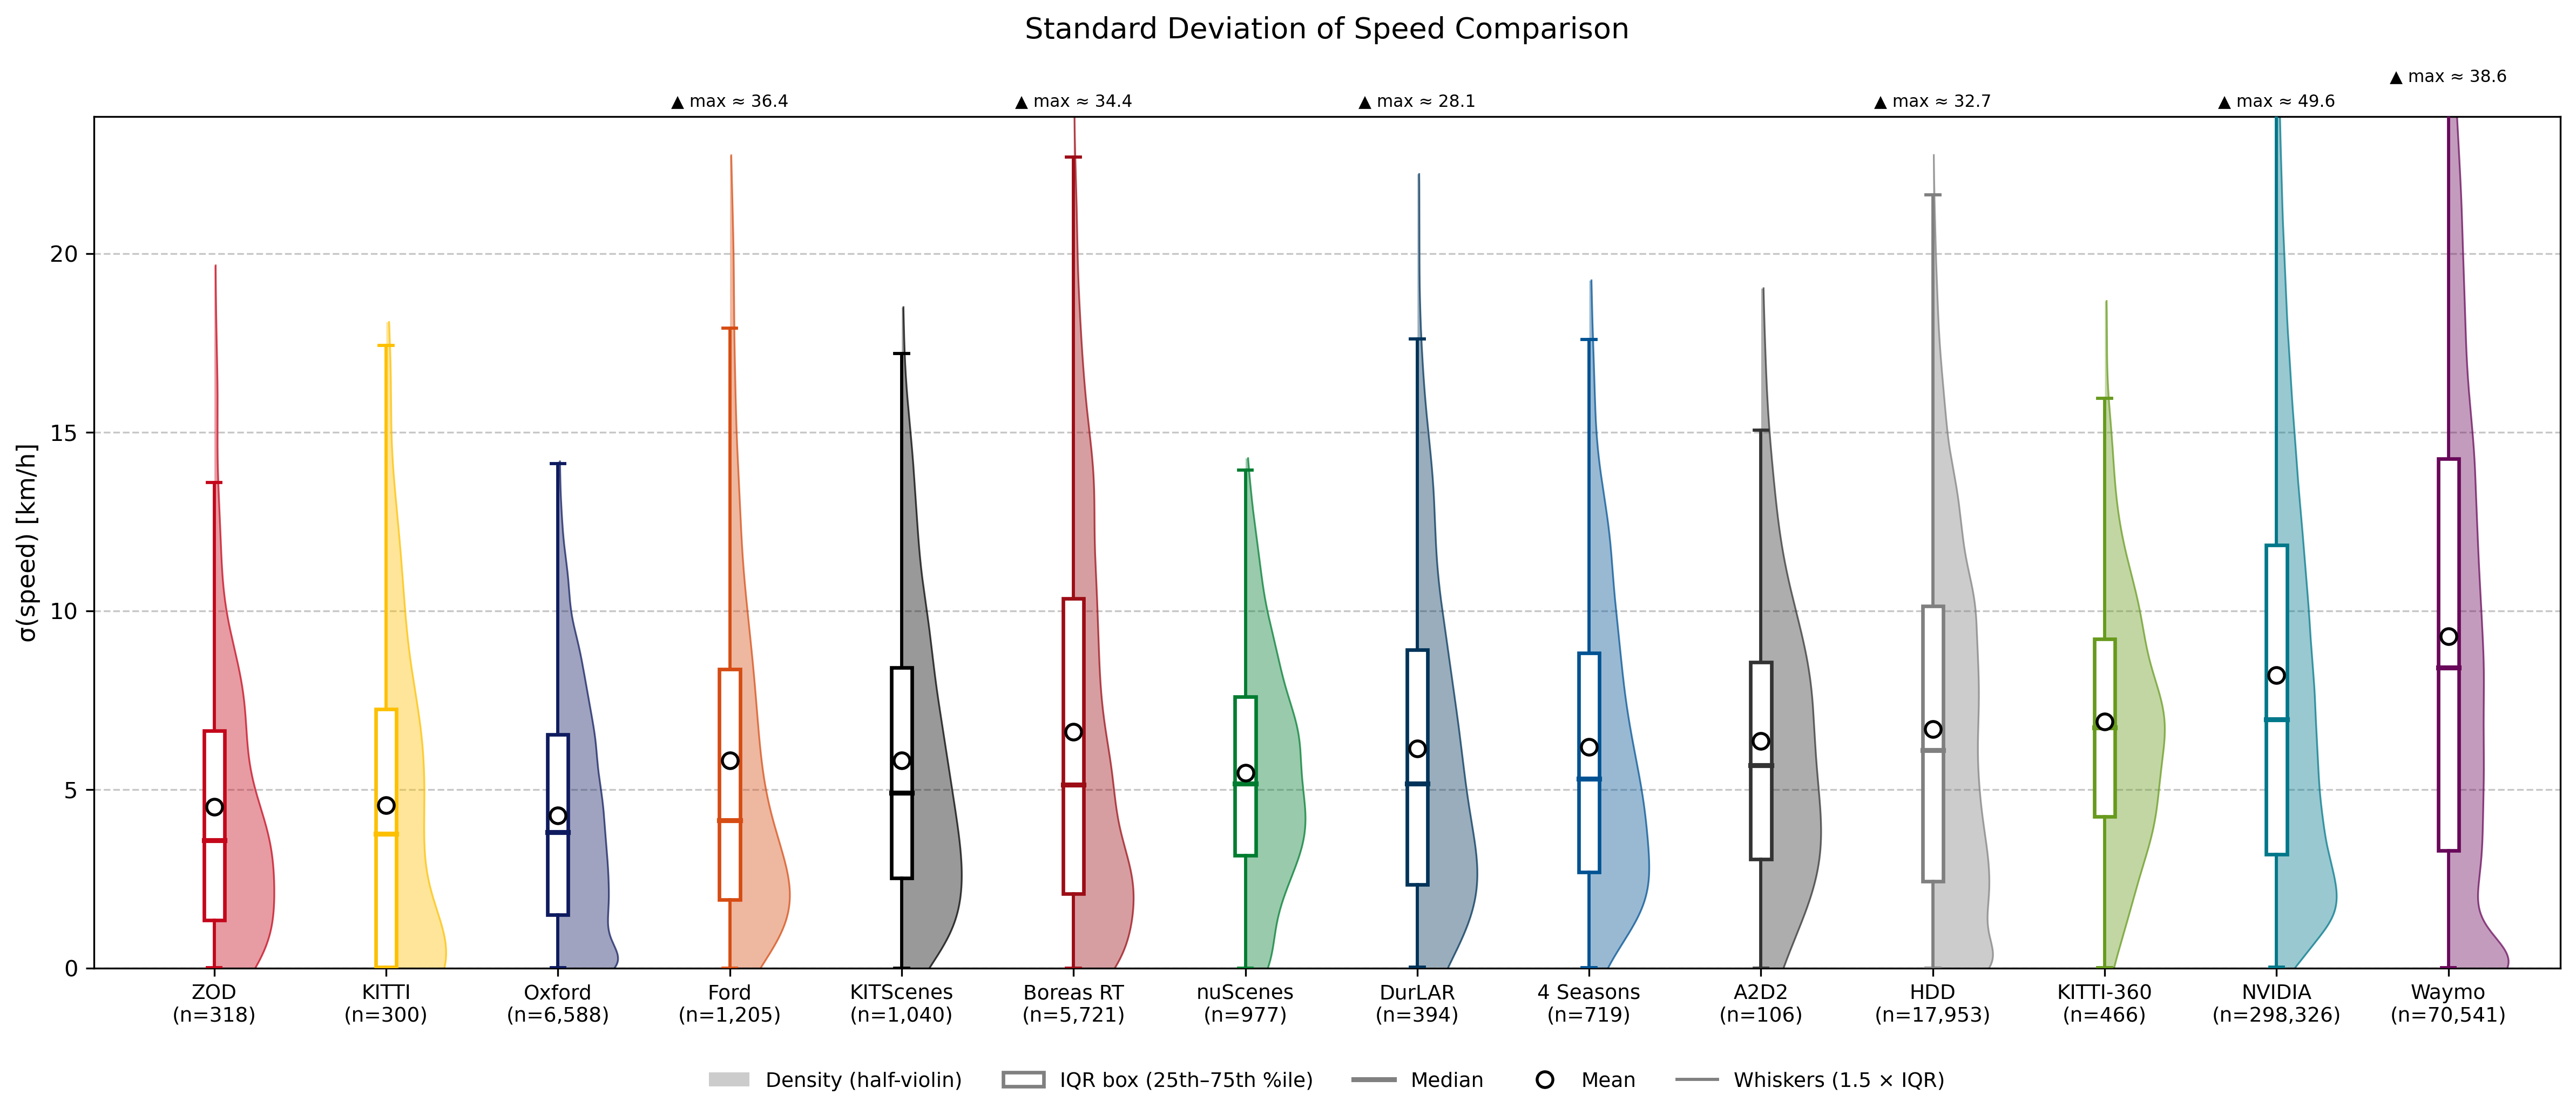 Standard Deviation of Speed Comparison
▲ max ≈ 38.6
▲ max ≈ 36.4
▲ max ≈ 34.4
▲ max ≈ 28.1
▲ max ≈ 32.7
▲ max ≈ 49.6
σ(speed) [km/h]
20
15
10
5
0
ZOD
(n=318)
KITTI
(n=300)
Oxford
(n=6,588)
Ford
(n=1,205)
KITScenes
(n=1,040)
Boreas RT
(n=5,721)
nuScenes
(n=977)
DurLAR
(n=394)
4 Seasons
(n=719)
A2D2
(n=106)
HDD
(n=17,953)
KITTI-360
(n=466)
NVIDIA
(n=298,326)
Waymo
(n=70,541)
Density (half-violin)
IQR box (25th–75th %ile)
Median
Mean
Whiskers (1.5 × IQR)